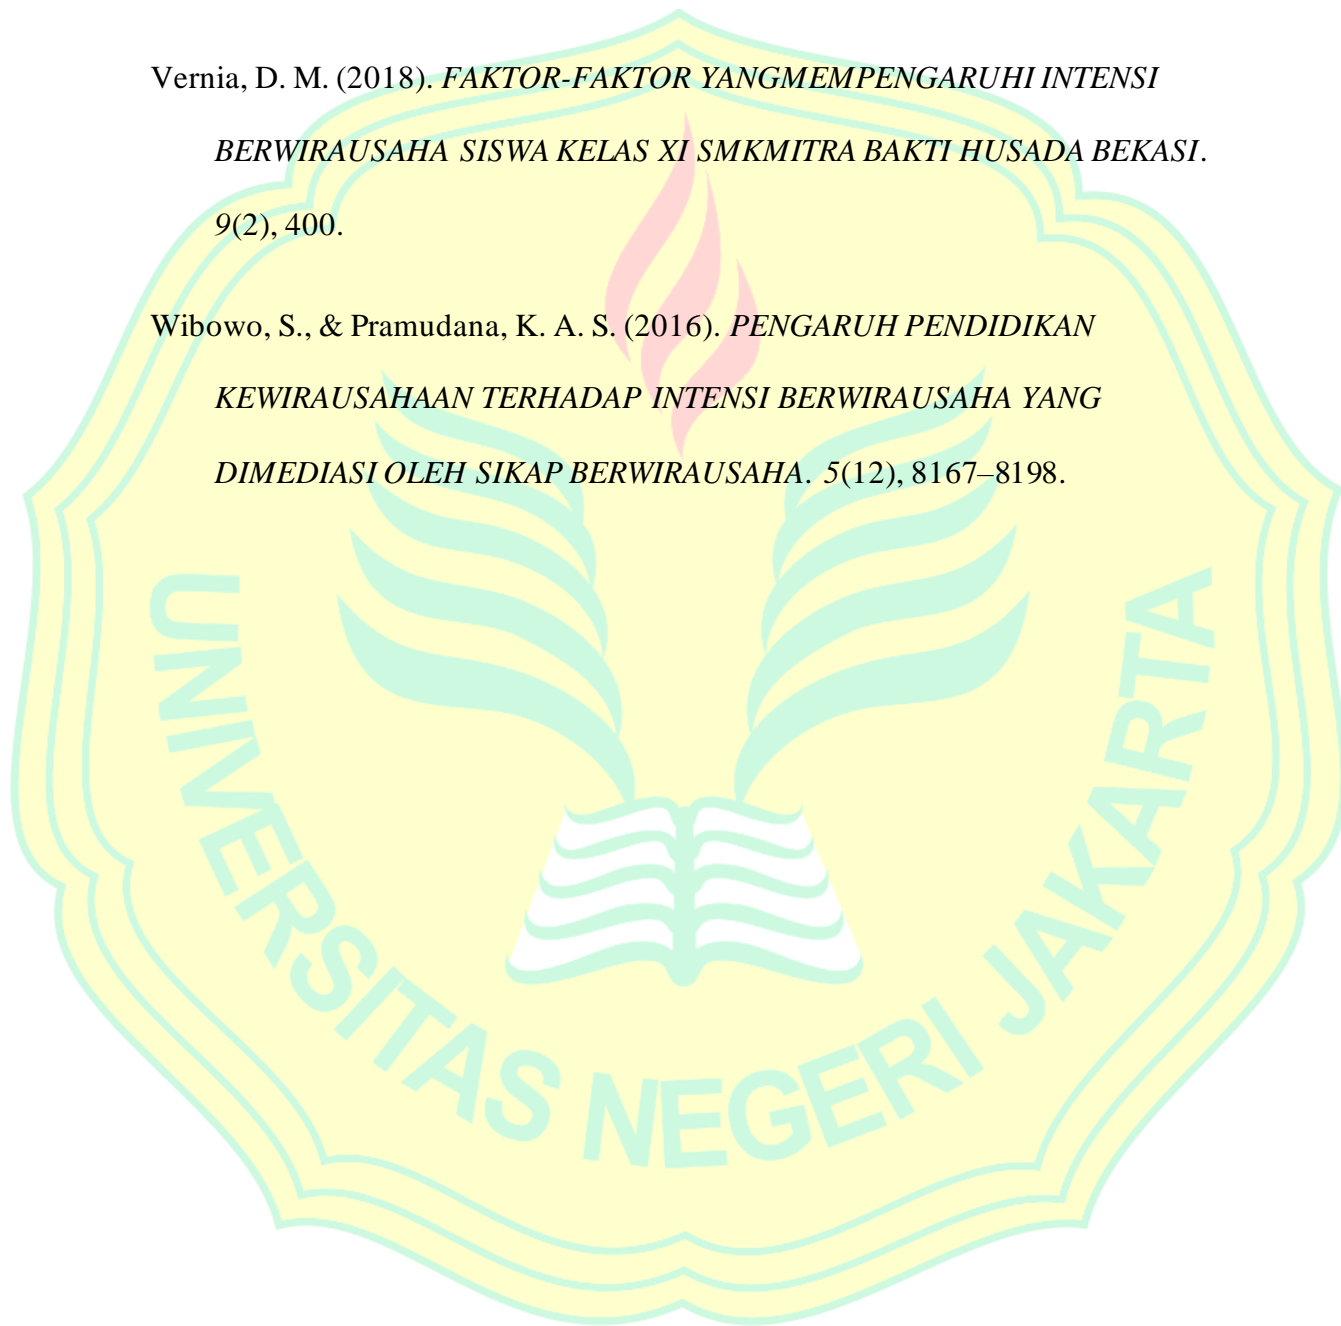 Vernia, D. M. (2018). FAKTOR-FAKTOR YANGMEMPENGARUHI INTENSI
BERWIRAUSAHA SISWA KELAS XI SMKMITRA BAKTI HUSADA BEKASI.
9(2), 400.
Wibowo, S., & Pramudana, K. A. S. (2016). PENGARUH PENDIDIKAN
KEWIRAUSAHAAN TERHADAP INTENSI BERWIRAUSAHA YANG
DIMEDIASI OLEH SIKAP BERWIRAUSAHA. 5(12), 8167–8198.
UNIVERSITAS NEGERI JAKARTA